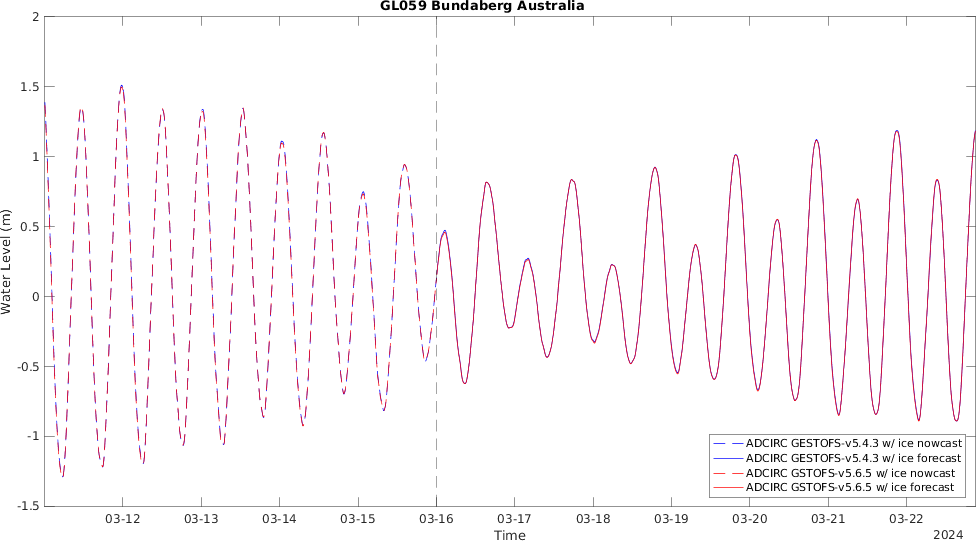 GL059 Bundaberg Australia
2
1.5
1
0.5
0
-0.5
-1
-1.5
Water Level (m)
ADCIRC GESTOFS-v5.4.3 w/ ice nowcast
ADCIRC GESTOFS-v5.4.3 w/ ice forecast
ADCIRC GSTOFS-v5.6.5 w/ ice nowcast
ADCIRC GSTOFS-v5.6.5 w/ ice forecast
03-12 03-13 03-14 03-15 03-16 03-17 03-18 03-19 03-20 03-21 03-22
Time
2024